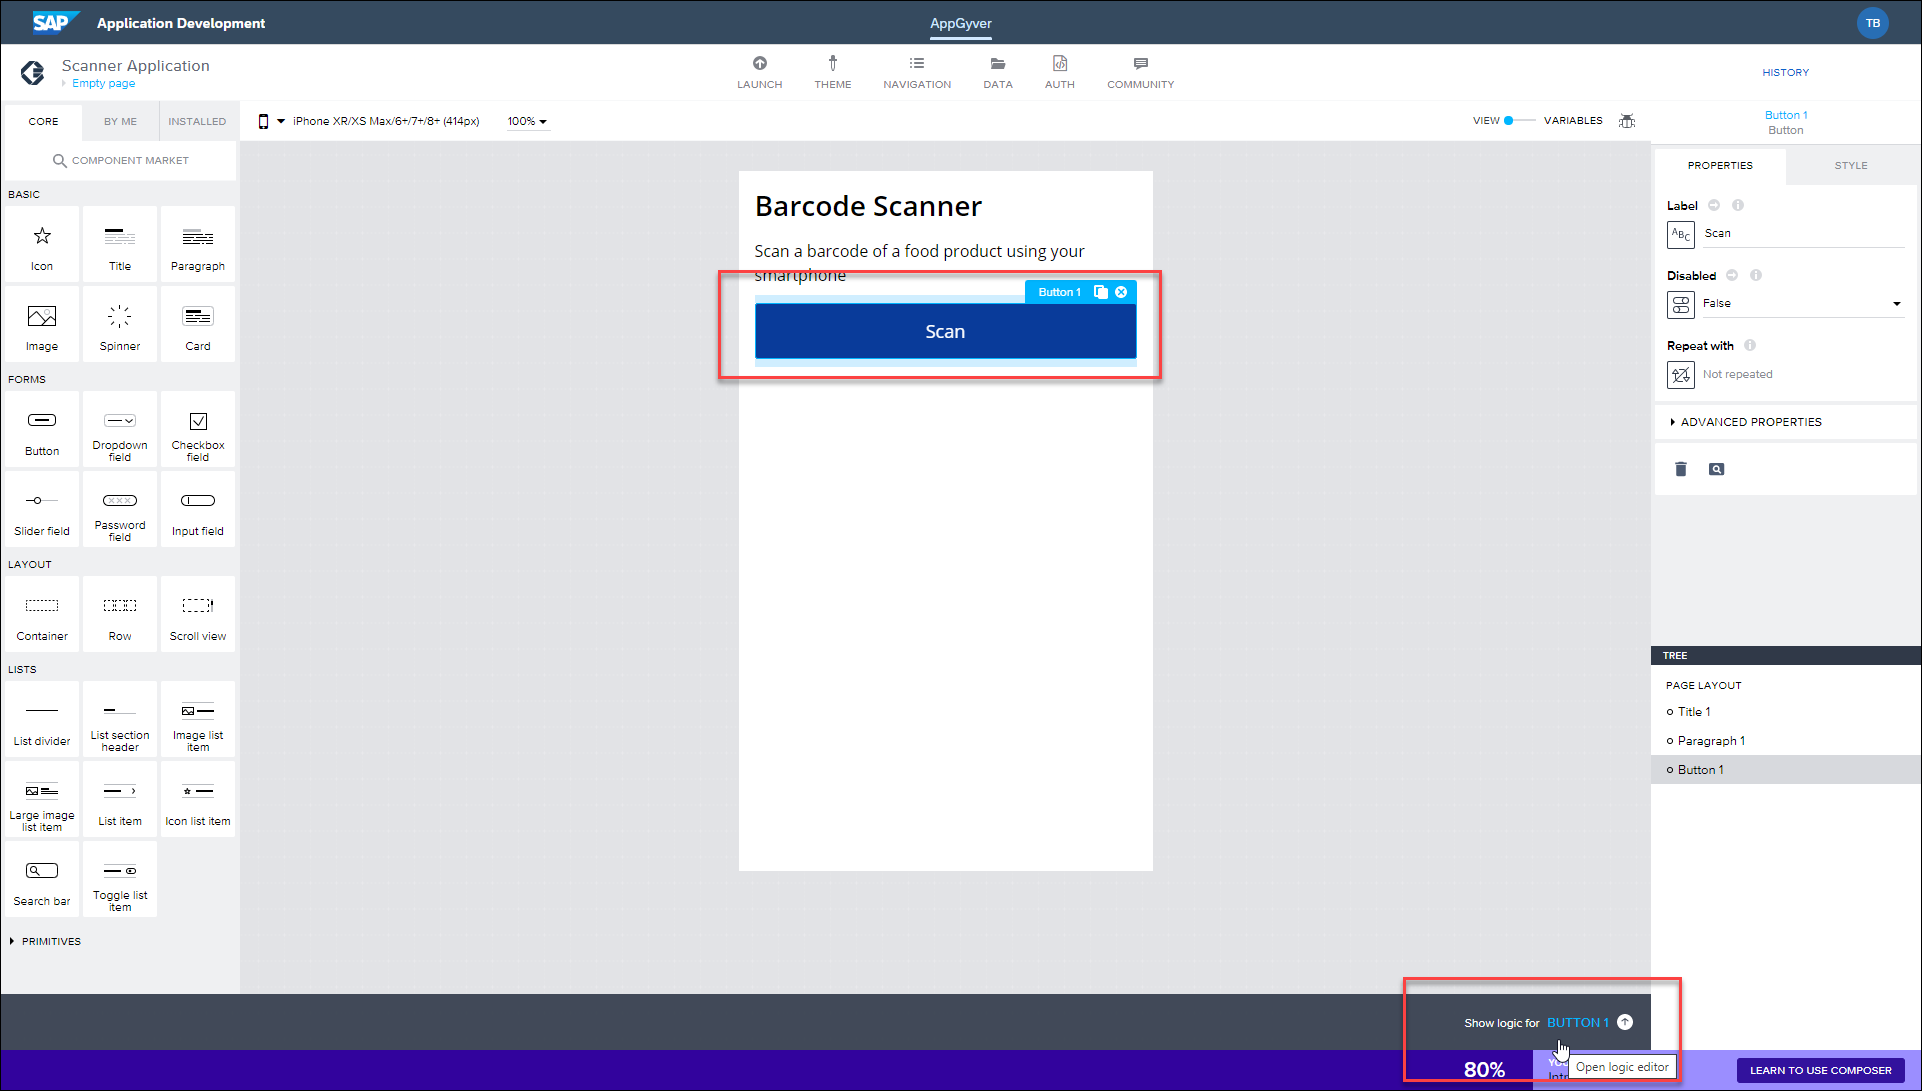 SAP Application Development
AppGyver
TB
Scanner Application
Empty page
LAUNCH
THEME
NAVIGATION
DATA
AUTH
COMMUNITY
HISTORY
CORE
BY ME
INSTALLED
COMPONENT MARKET
iPhone XR/XS Max/6+/7+/8+ (414px)
100%
VIEW
VARIABLES
Button 1
Button
BASIC
Icon
Title
Paragraph
Image
Spinner
Card
FORMS
Button
Dropdown
field
Checkbox
field
Slider field
Password
field
Input field
LAYOUT
Container
Row
Scroll view
LISTS
List divider
List section
header
Image list
item
Large image
list item
List item
Icon list item
Search bar
Toggle list
item
PRIMITIVES
Barcode Scanner
Scan a barcode of a food product using your
smartphone
Button 1
Scan
PROPERTIES
STYLE
Label
ABC
Scan
Disabled
False
Repeat with
Not repeated
ADVANCED PROPERTIES
TREE
PAGE LAYOUT
Title 1
Paragraph 1
Button 1
Show logic for BUTTON 1
80%
Open logic editor
LEARN TO USE COMPOSER